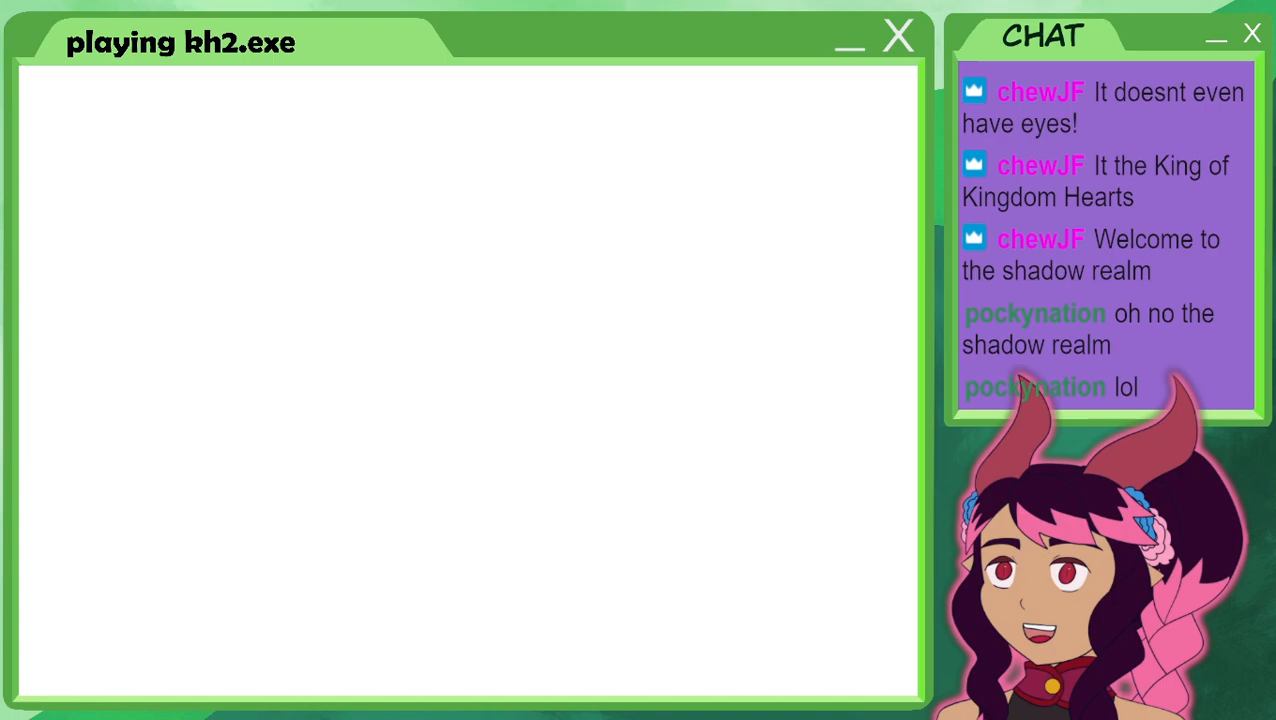 playing kh2.exe
CHAT
chewJF It doesnt even
have eyes!
chewJF It the King of
Kingdom Hearts
chewJF Welcome to
the shadow realm
pockynation oh no the
shadow realm
pockynation lol